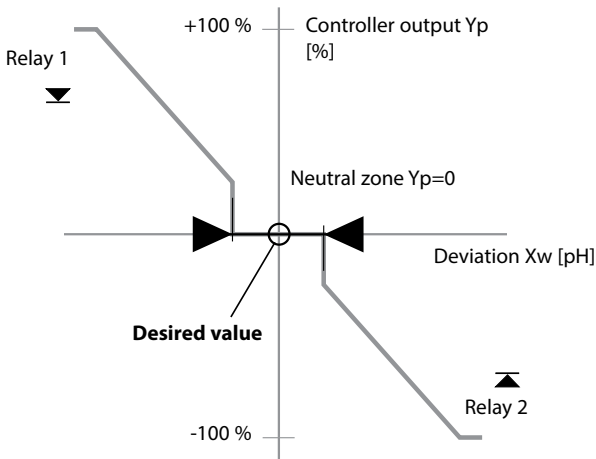 +100 %
Controller output Yp
[%]
Relay 1
Neutral zone Yp=0
Deviation Xw [pH]
Desired value
Relay 2
-100 %